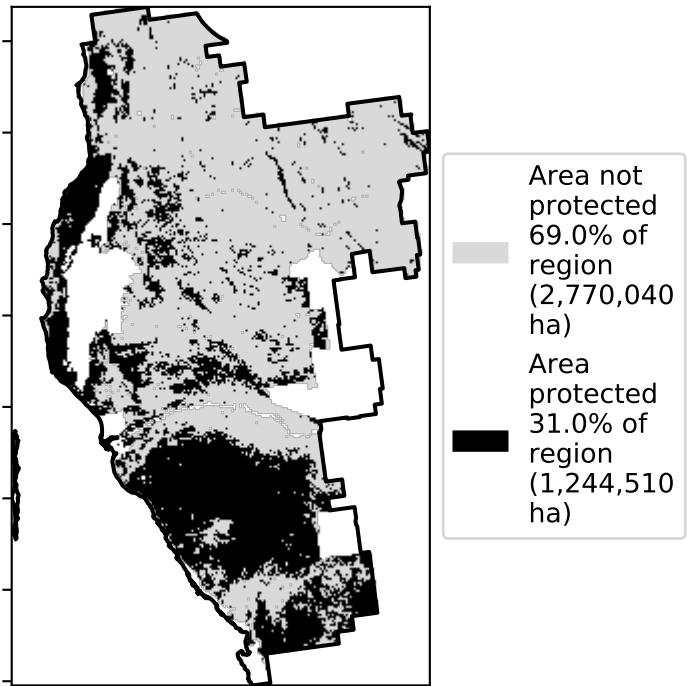 Area not
protected
69.0% of
region
(2,770,040
ha)
Area
protected
31.0% of
region
(1,244,510
ha)